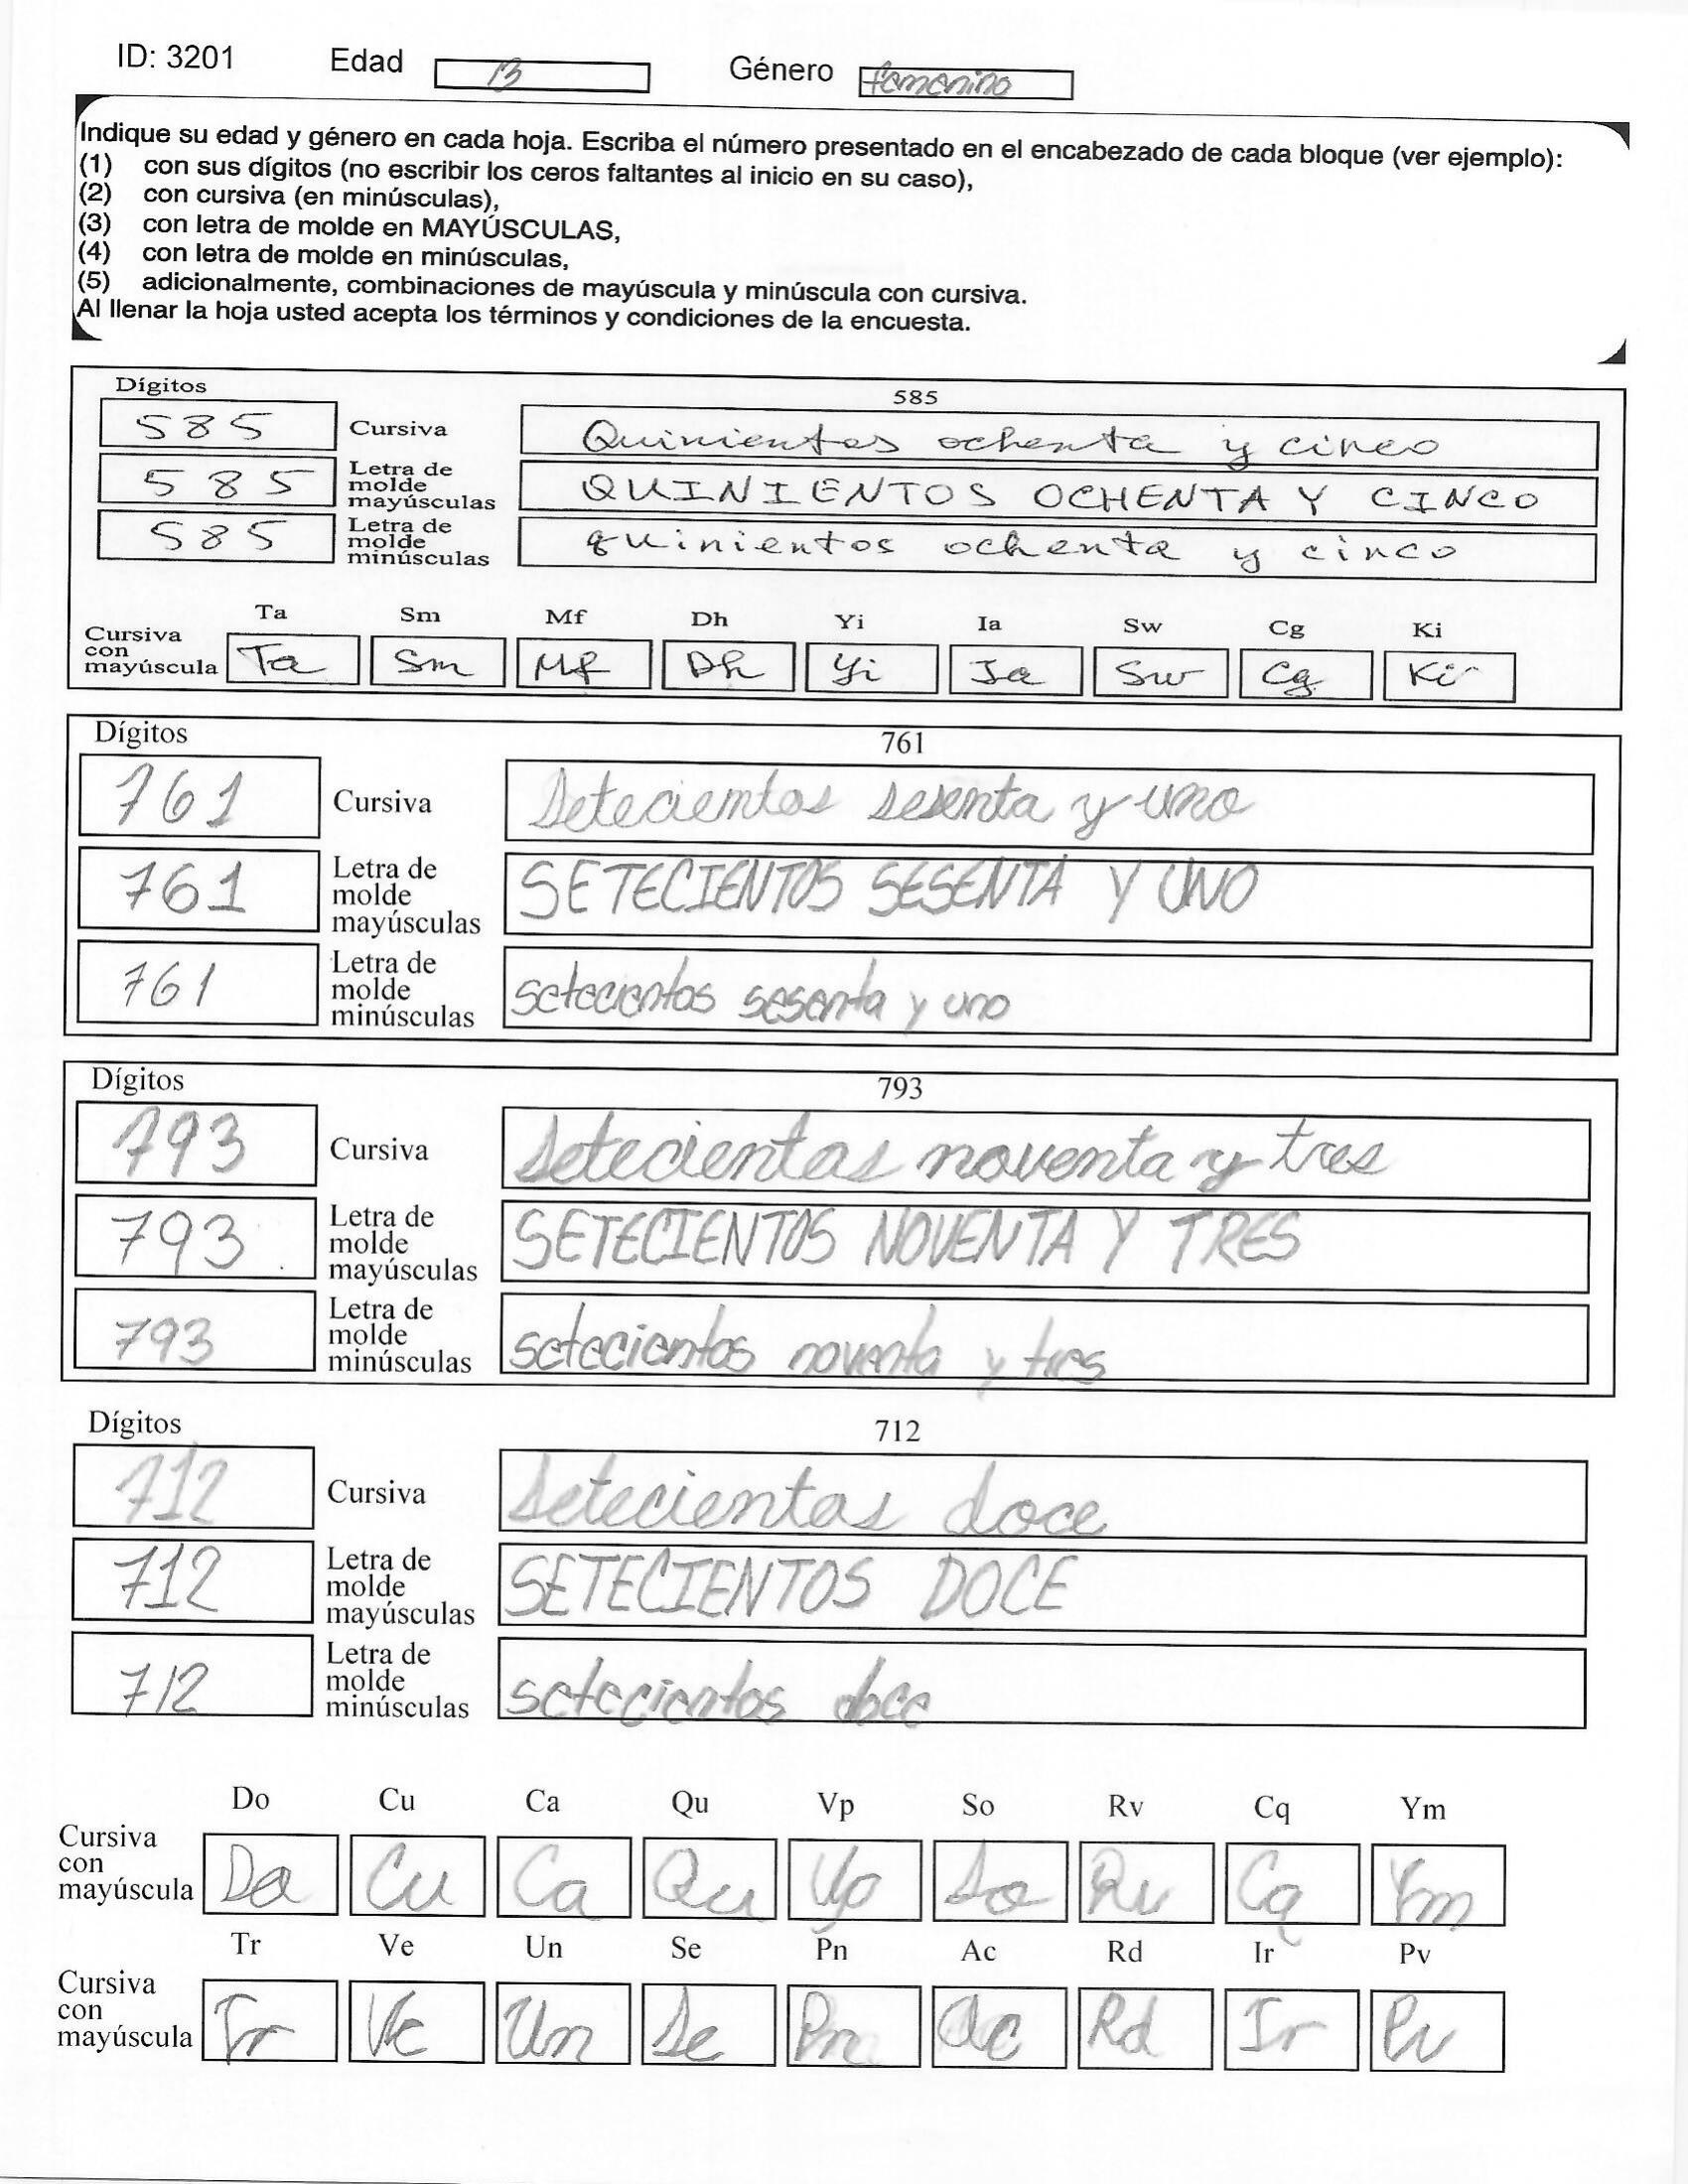 ID: 3201 Edad 13 Género femenino
Indique su edad y género en cada hoja. Escriba el número presentado en el encabezado de cada bloque (ver ejemplo):
(1) con sus dígitos (no escribir los ceros faltantes al inicio en su caso),
(2) con cursiva (en minúsculas),
(3) con letra de molde en MAYÚSCULAS,
(4) con letra de molde en minúsculas,
(5) adicionalmente, combinaciones de mayúscula y minúscula con cursiva.
Al llenar la hoja usted acepta los términos y condiciones de la encuesta.
Dígitos 585
585 Cursiva Quinientos ochenta y cinco
585 Letra de molde mayúsculas QUINIENTOS OCHENTA Y CINCO
585 Letra de molde minúsculas quinientos ochenta y cinco
Ta Sm Mf Dh Yi Ia Sw Cg Ki
Cursiva con mayúscula Ta Sm Mf Dh Yi Ia Sw Cg Ki
Dígitos 761
761 Cursiva setecientos sesenta y uno
761 Letra de molde mayúsculas SETECIENTOS SESENTA Y UNO
761 Letra de molde minúsculas setecientos sesenta y uno
Dígitos 793
793 Cursiva setecientos noventa y tres
793 Letra de molde mayúsculas SETECIENTOS NOVENTA Y TRES
793 Letra de molde minúsculas setecientos noventa y tres
Dígitos 712
712 Cursiva setecientos doce
712 Letra de molde mayúsculas SETECIENTOS DOCE
712 Letra de molde minúsculas setecientos doce
Do Cu Ca Qu Vp So Rv Cq Ym
Cursiva con mayúscula Do Cu Ca Qu Vp So Rv Cq Ym
Tr Ve Un Se Pn Ac Rd Ir Pv
Cursiva con mayúscula Tr Ve Un Se Pn Ac Rd Ir Pv